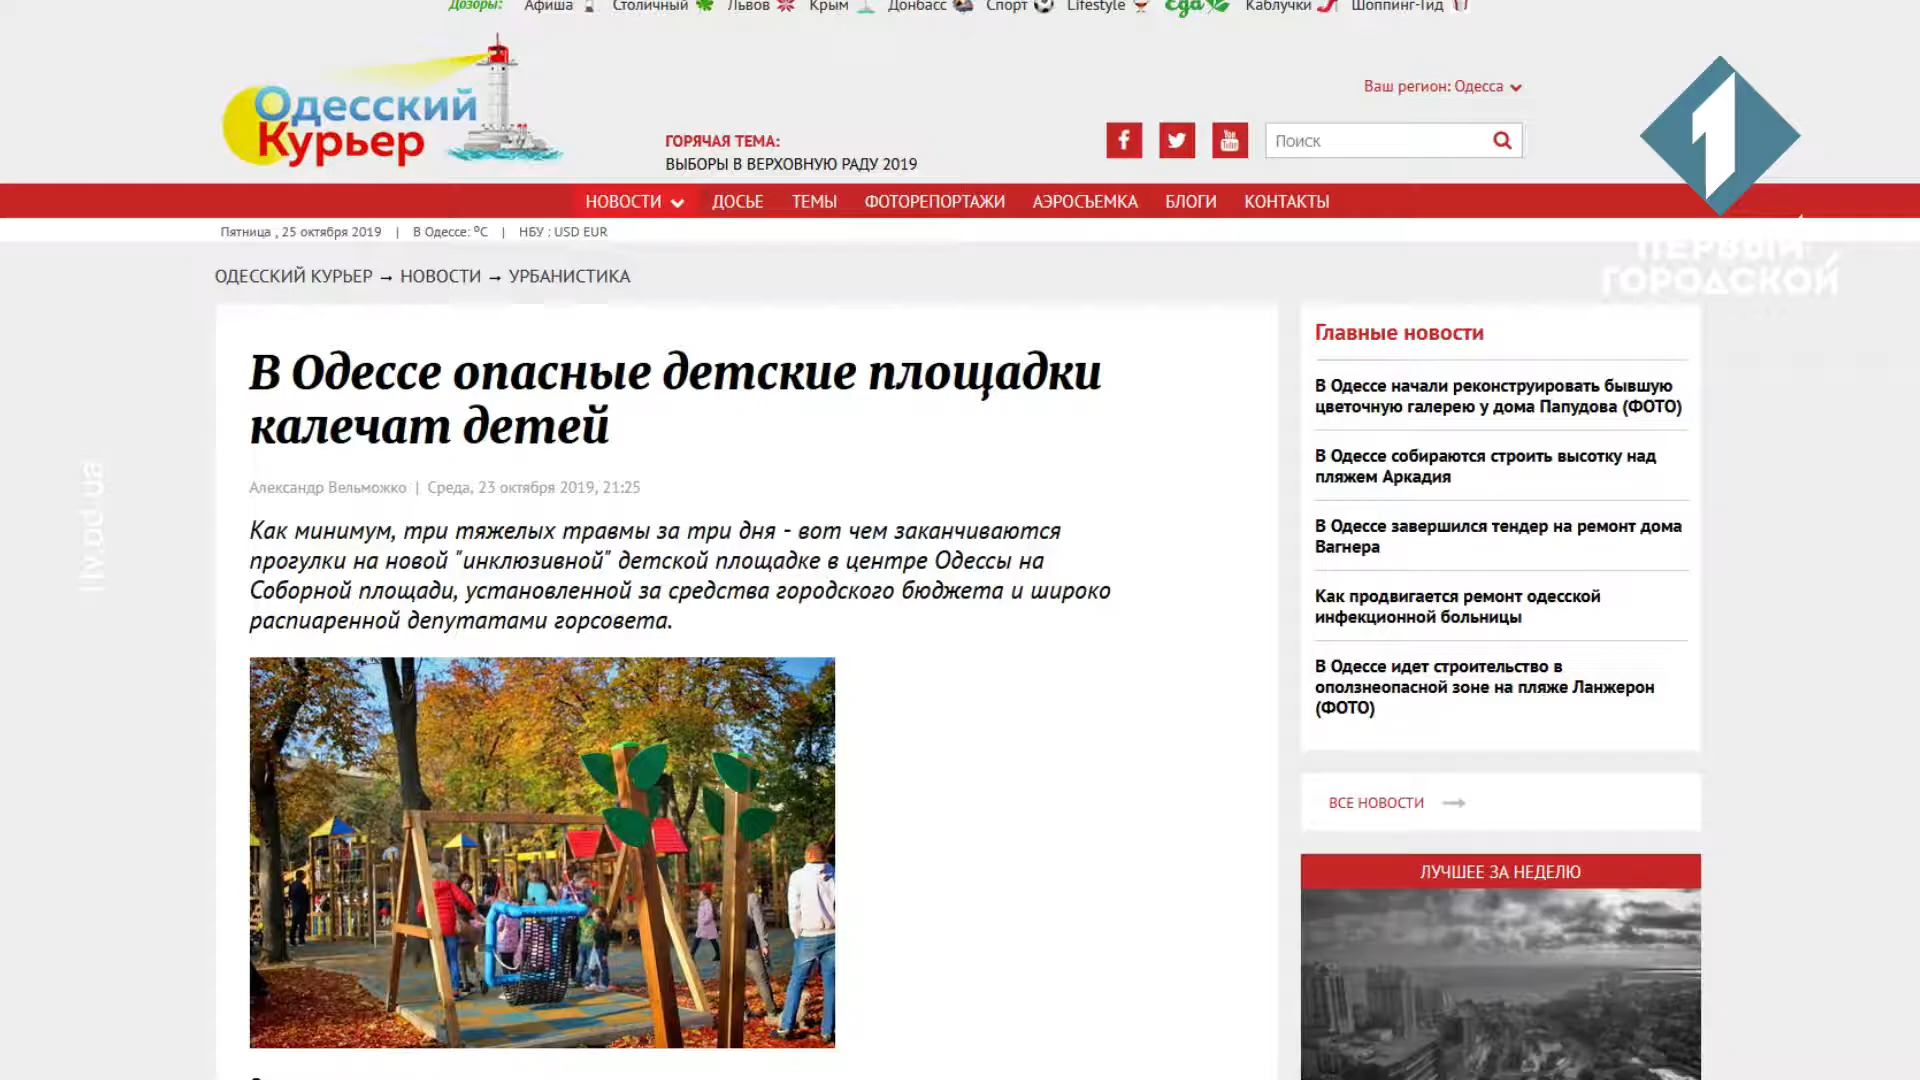 Дозоры: Афиша Столичный Львов Крым Донбасс Спорт Lifestyle Еда Каблучки Шоппинг-Гид
Одесский
Курьер
ГОРЯЧАЯ ТЕМА:
ВЫБОРЫ В ВЕРХОВНУЮ РАДУ 2019
Ваш регион: Одесса
You Tube
Поиск
1
ПЕРВЫЙ
ГОРОДСКОЙ
НОВОСТИ ДОСЬЕ ТЕМЫ ФОТОРЕПОРТАЖИ АЭРОСЪЕМКА БЛОГИ КОНТАКТЫ
Пятница , 25 октября 2019 | В Одессе: °C | НБУ : USD EUR
ОДЕССКИЙ КУРЬЕР → НОВОСТИ → УРБАНИСТИКА
В Одессе опасные детские площадки
калечат детей
Александр Вельможко | Среда, 23 октября 2019, 21:25
Как минимум, три тяжелых травмы за три дня - вот чем заканчиваются
прогулки на новой "инклюзивной" детской площадке в центре Одессы на
Соборной площади, установленной за средства городского бюджета и широко
распиаренной депутатами горсовета.
Главные новости
В Одессе начали реконструировать бывшую
цветочную галерею у дома Папудова (ФОТО)
В Одессе собираются строить высотку над
пляжем Аркадия
В Одессе завершился тендер на ремонт дома
Вагнера
Как продвигается ремонт одесской
инфекционной больницы
В Одессе идет строительство в
оползнеопасной зоне на пляже Ланжерон
(ФОТО)
ВСЕ НОВОСТИ
ЛУЧШЕЕ ЗА НЕДЕЛЮ